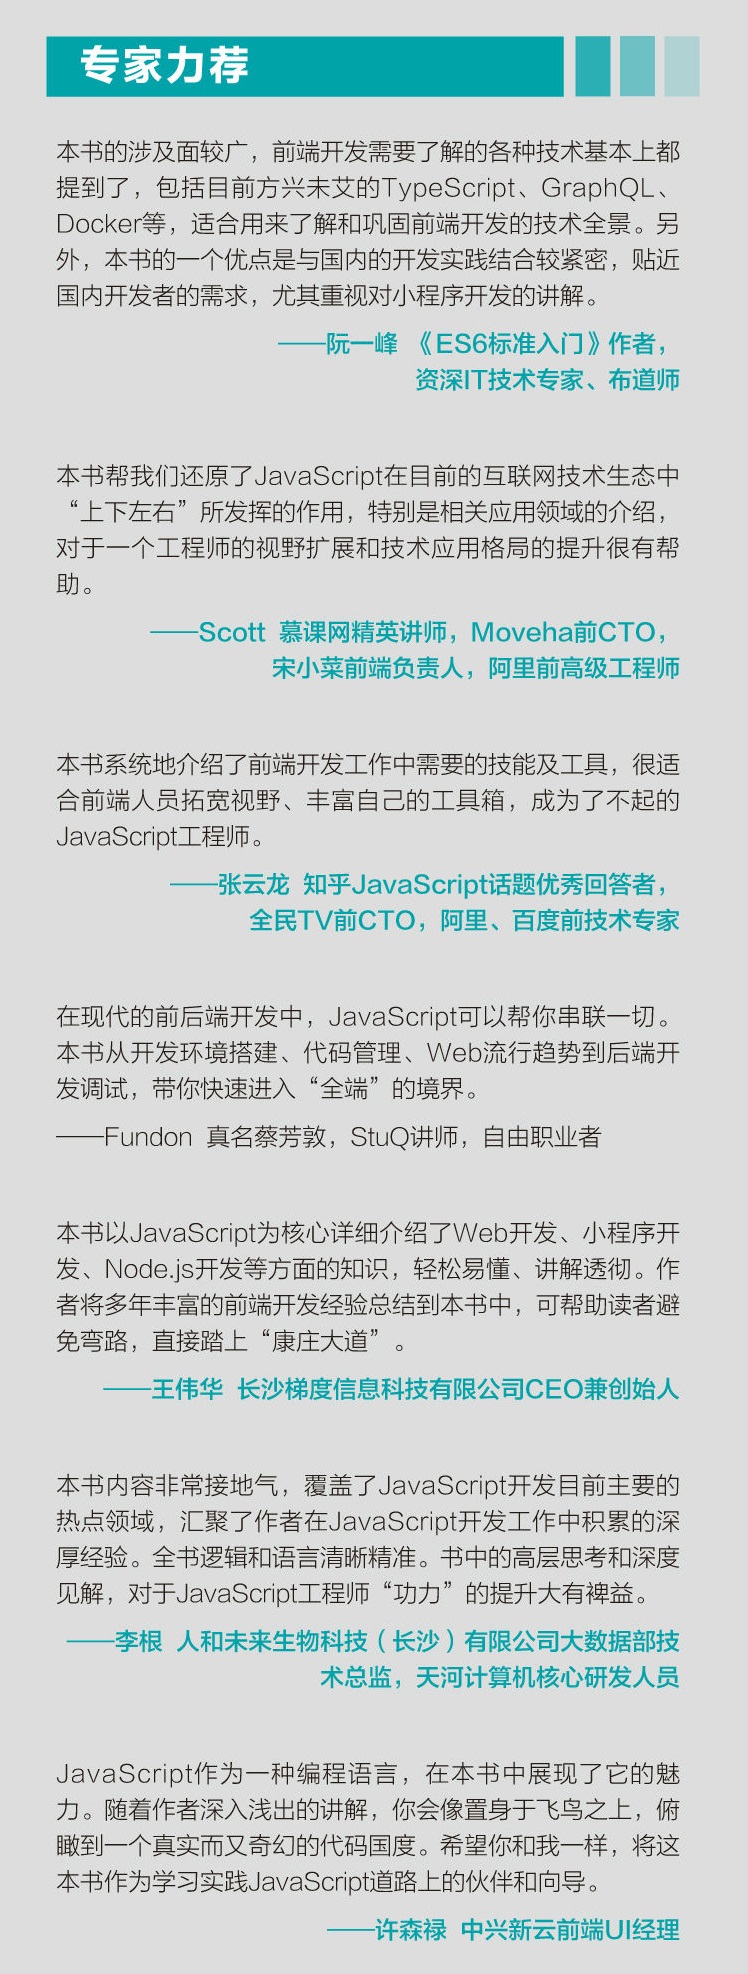 专家力荐
本书的涉及面较广，前端开发需要了解的各种技术基本上都
提到了，包括目前方兴未艾的TypeScript、GraphQL、
Docker等，适合用来了解和巩固前端开发的技术全景。另
外，本书的一个优点是与国内的开发实践结合较紧密，贴近
国内开发者的需求，尤其重视对小程序开发的讲解。
——阮一峰 《ES6标准入门》作者，
资深IT技术专家、布道师
本书帮我们还原了JavaScript在目前的互联网技术生态中
“上下左右”所发挥的作用，特别是相关应用领域的介绍，
对于一个工程师的视野扩展和技术应用格局的提升很有帮
助。
——Scott 慕课网精英讲师，Moveha前CTO，
宋小菜前端负责人，阿里前高级工程师
本书系统地介绍了前端开发工作中需要的技能及工具，很适
合前端人员拓宽视野、丰富自己的工具箱，成为了不起的
JavaScript工程师。
——张云龙 知乎JavaScript话题优秀回答者，
全民TV前CTO，阿里、百度前技术专家
在现代的前后端开发中，JavaScript可以帮你串联一切。
本书从开发环境搭建、代码管理、Web流行趋势到后端开
发调试，带你快速进入“全端”的境界。
——Fundon 真名蔡芳敦，StuQ讲师，自由职业者
本书以JavaScript为核心详细介绍了Web开发、小程序开
发、Node.js开发等方面的知识，轻松易懂、讲解透彻。作
者将多年丰富的前端开发经验总结到本书中，可帮助读者避
免弯路，直接踏上“康庄大道”。
——王伟华 长沙梯度信息科技有限公司CEO兼创始人
本书内容非常接地气，覆盖了JavaScript开发目前主要的
热点领域，汇聚了作者在JavaScript开发工作中积累的深
厚经验。全书逻辑和语言清晰精准。书中的高层思考和深度
见解，对于JavaScript工程师“功力”的提升大有裨益。
——李根 人和未来生物科技（长沙）有限公司大数据部技
术总监，天河计算机核心研发人员
JavaScript作为一种编程语言，在本书中展现了它的魅
力。随着作者深入浅出的讲解，你会像置身于飞鸟之上，俯
瞰到一个真实而又奇幻的代码国度。希望你和我一样，将这
本书作为学习实践JavaScript道路上的伙伴和向导。
——许森禄 中兴新云前端UI经理